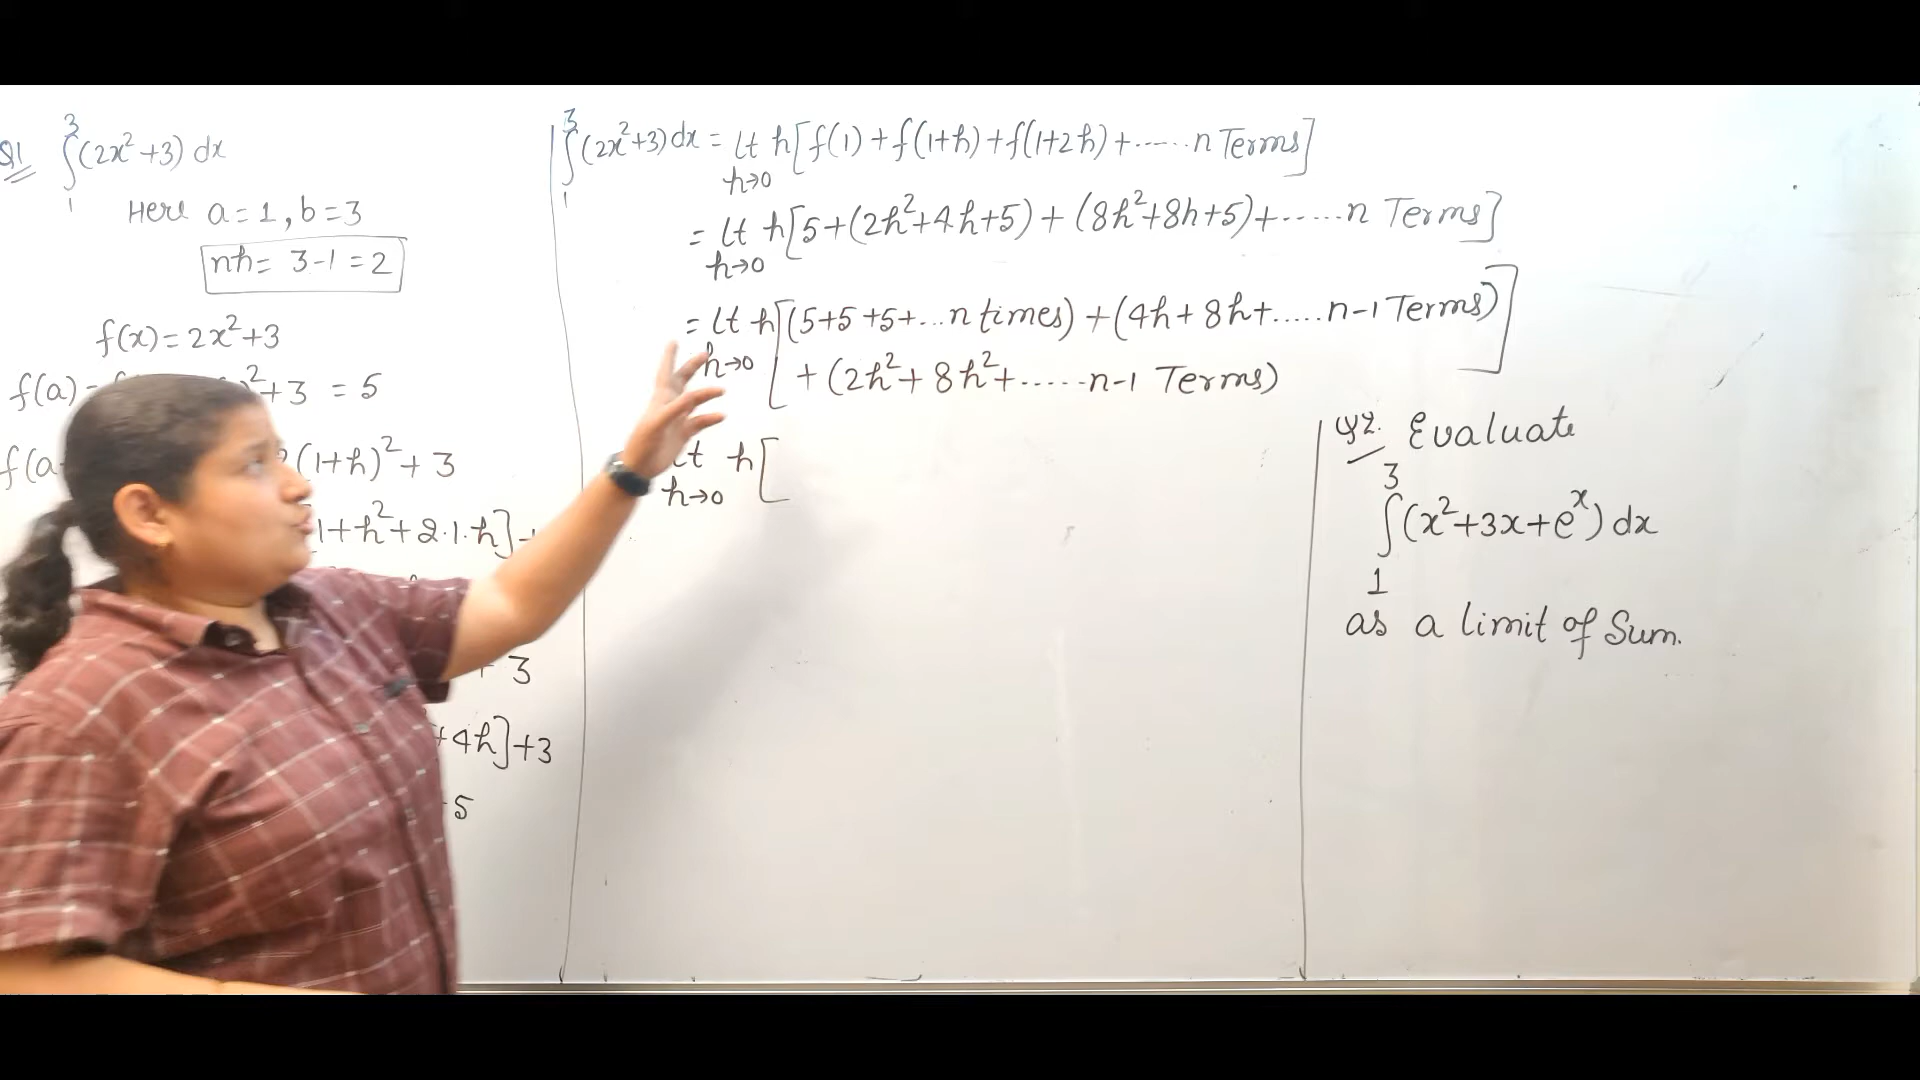 Q1 ∫₁³ (2x²+3) dx
Here a=1, b=3
nh = 3-1 = 2
f(x) = 2x²+3
f(a) = ²+3 = 5
f(a (1+h)²+3
1+h²+2.1.h]
+ 3
+4h]+3
5
∫₁³ (2x²+3) dx = Lt h[f(1) + f(1+h) + f(1+2h) + ...... n Terms]
h→0
= Lt h[5+(2h²+4h+5) + (8h²+8h+5)+ ...... n Terms]
h→0
= Lt h[(5+5+5+...n times) + (4h+8h+.....n-1 Terms)
h→0 + (2h²+8h²+.....n-1 Terms)]
Lt h[
h→0
Q2. Evaluate
∫₁³ (x²+3x+eˣ) dx
as a limit of Sum.